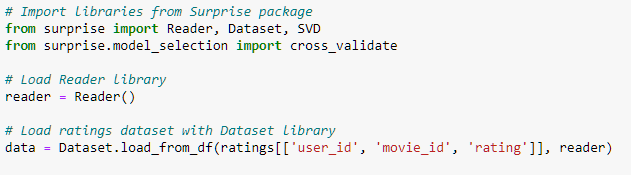 # Import libraries from Surprise package
from surprise import Reader, Dataset, SVD
from surprise.model_selection import cross_validate
# Load Reader library
reader = Reader()
# Load ratings dataset with Dataset library
data = Dataset.load_from_df(ratings[['user_id', 'movie_id', 'rating']], reader)